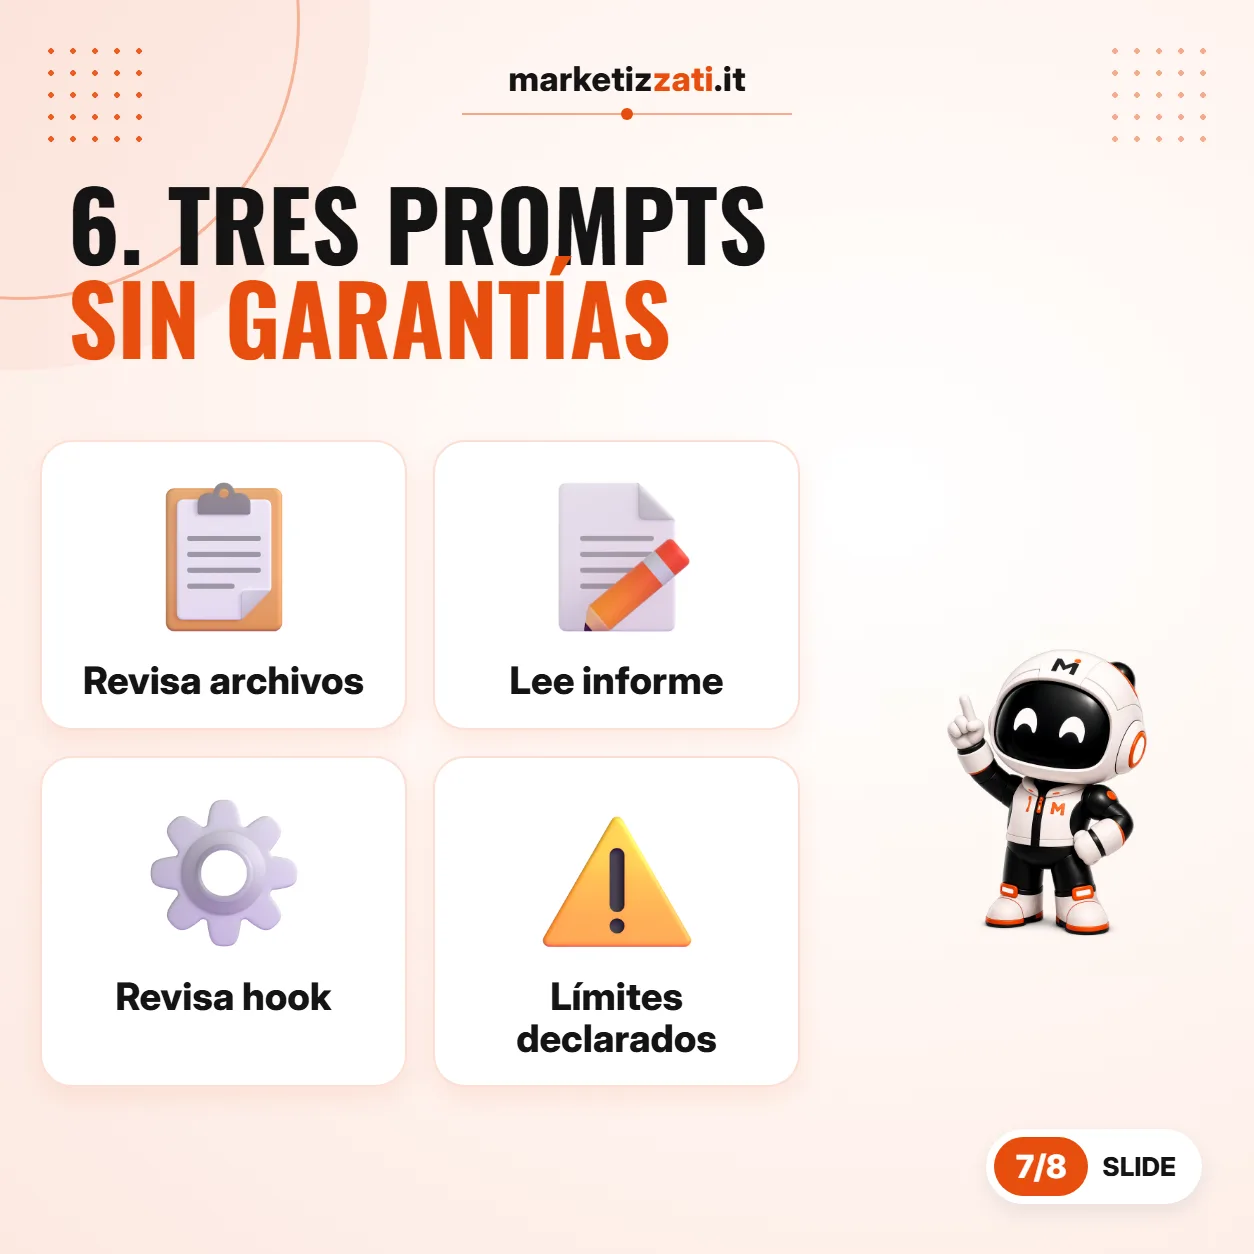 marketizzati.it
6. TRES PROMPTS
SIN GARANTÍAS
Revisa archivos
Lee informe
Revisa hook
Límites
declarados
M
M
7/8 SLIDE